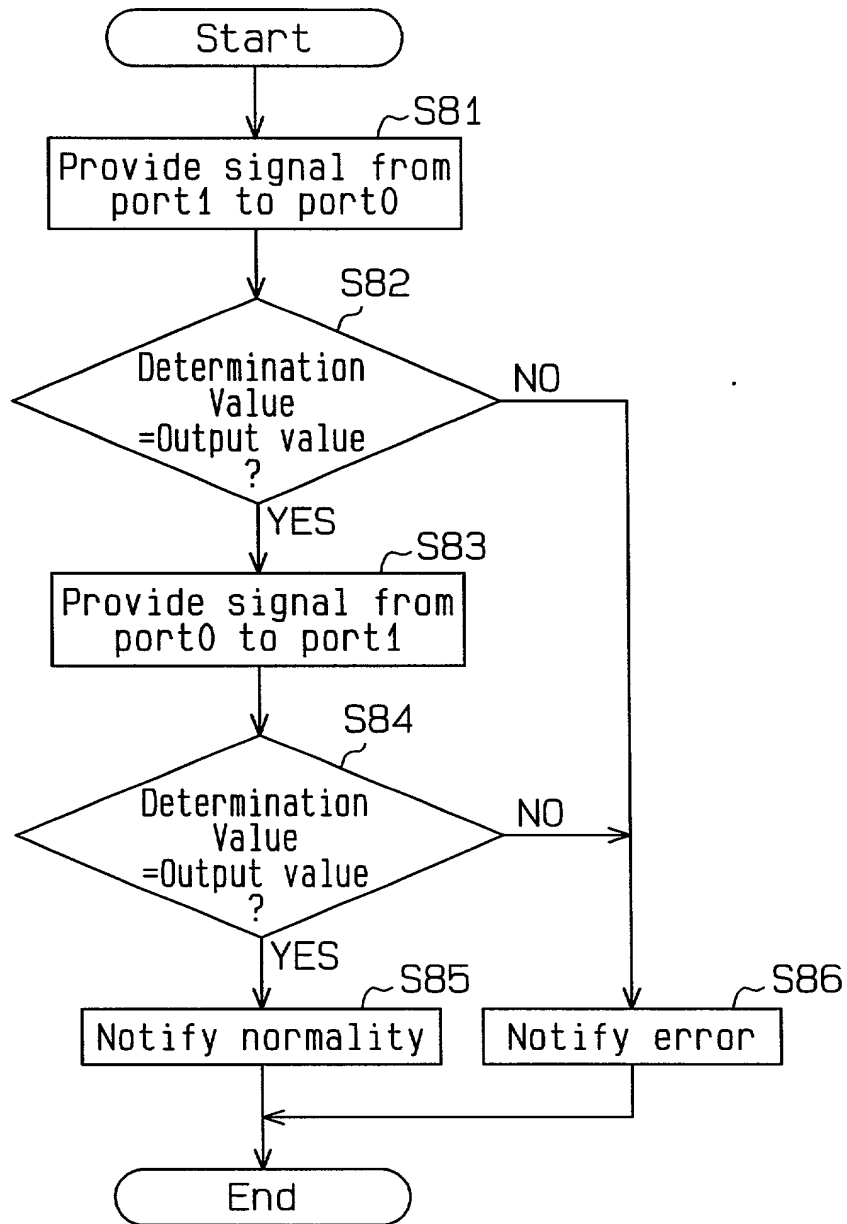 Start
S81
Provide signal from
port1 to port0
S82
Determination
Value
=Output value
?
NO
YES
S83
Provide signal from
port0 to port1
S84
Determination
Value
=Output value
?
NO
YES
S85
Notify normality
S86
Notify error
End